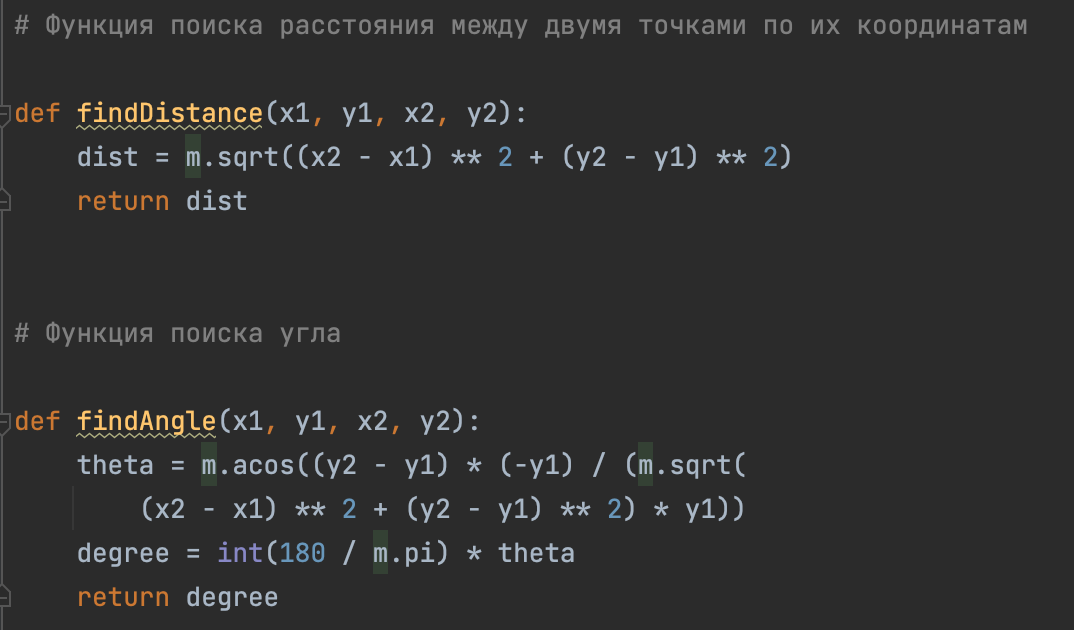 # Функция поиска расстояния между двумя точками по их координатам
def findDistance(x1, y1, x2, y2):
dist = m.sqrt((x2 - x1) ** 2 + (y2 - y1) ** 2)
return dist
# Функция поиска угла
def findAngle(x1, y1, x2, y2):
theta = m.acos((y2 - y1) * (-y1) / (m.sqrt(
(x2 - x1) ** 2 + (y2 - y1) ** 2) * y1))
degree = int(180 / m.pi) * theta
return degree